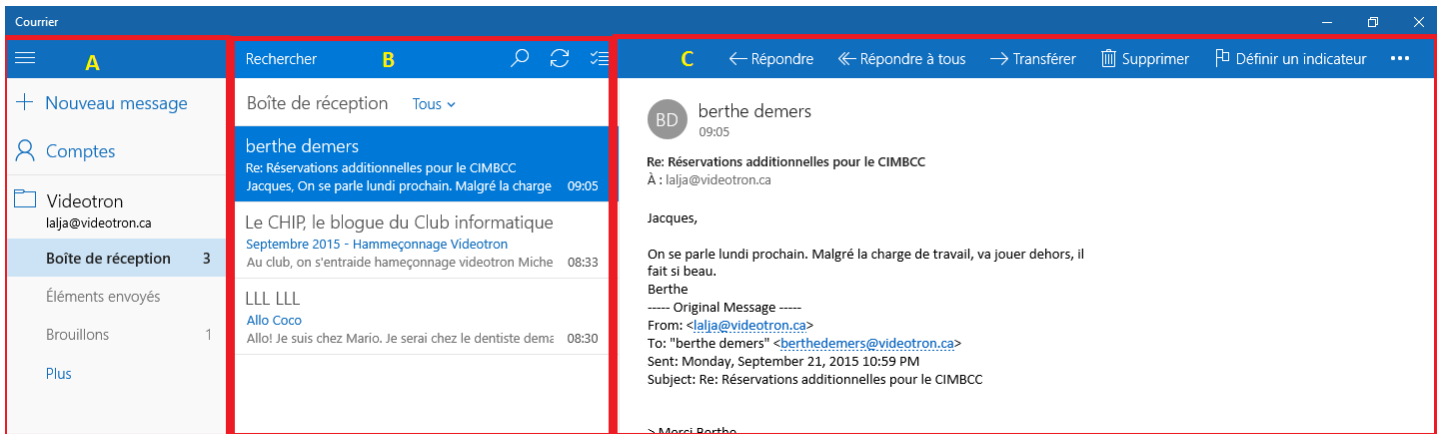 Courrier
A
+ Nouveau message
Comptes
Videotron
lalja@videotron.ca
Boîte de réception 3
Éléments envoyés
Brouillons 1
Plus
Rechercher B
Boîte de réception Tous
berthe demers
Re: Réservations additionnelles pour le CIMBCC
Jacques, On se parle lundi prochain. Malgré la charge 09:05
Le CHIP, le blogue du Club informatique
Septembre 2015 - Hammeçonnage Videotron
Au club, on s'entraide hameçonnage videotron Miche 08:33
LLL LLL
Allo Coco
Allo! Je suis chez Mario. Je serai chez le dentiste dema 08:30
C Répondre Répondre à tous Transférer Supprimer Définir un indicateur •••
BD berthe demers
09:05
Re: Réservations additionnelles pour le CIMBCC
À : lalja@videotron.ca
Jacques,
On se parle lundi prochain. Malgré la charge de travail, va jouer dehors, il
fait si beau.
Berthe
----- Original Message -----
From: <lalja@videotron.ca>
To: "berthe demers" <berthedemers@videotron.ca>
Sent: Monday, September 21, 2015 10:59 PM
Subject: Re: Réservations additionnelles pour le CIMBCC
> Merci Berthe